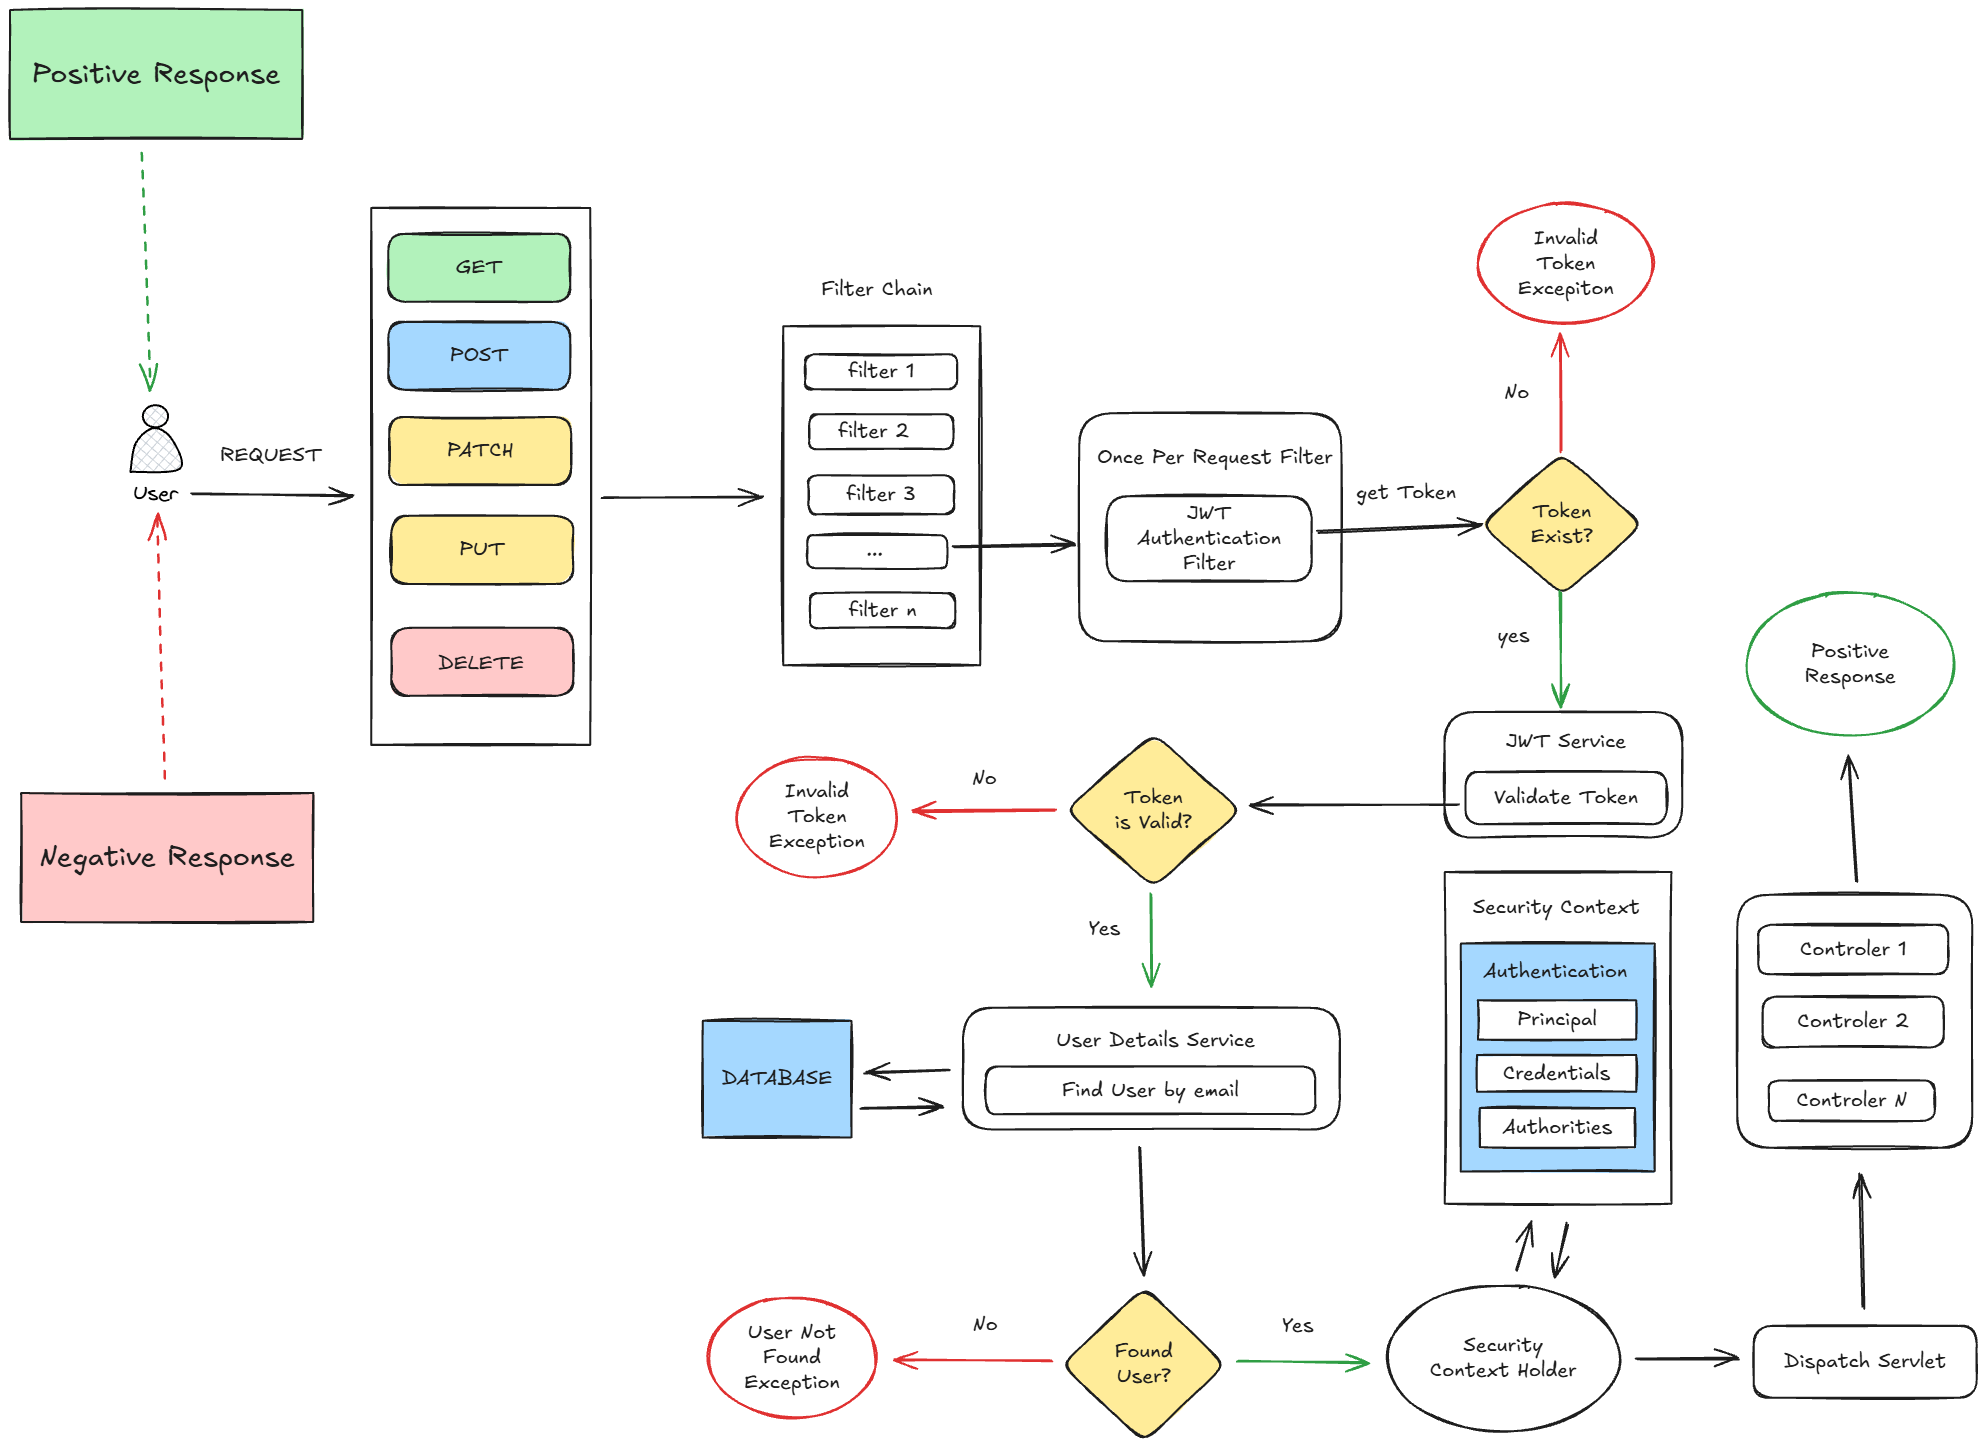 Positive Response
User
REQUEST
Negative Response
GET
POST
PATCH
PUT
DELETE
Filter Chain
filter 1
filter 2
filter 3
...
filter n
Once Per Request Filter
JWT
Authentication
Filter
get Token
Token
Exist?
No
Invalid
Token
Excepiton
yes
JWT Service
Validate Token
Token
is Valid?
No
Invalid
Token
Exception
Yes
User Details Service
Find User by email
DATABASE
Found
User?
No
User Not
Found
Exception
Yes
Security
Context Holder
Security Context
Authentication
Principal
Credentials
Authorities
Dispatch Servlet
Controler 1
Controler 2
Controler N
Positive
Response